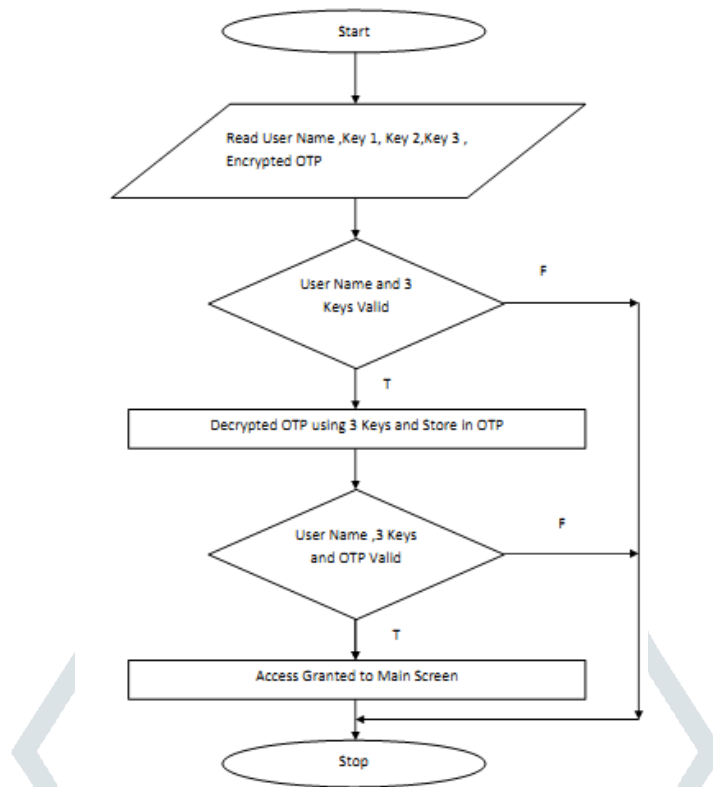 Start
Read User Name ,Key 1, Key 2,Key 3 ,
Encrypted OTP
User Name and 3
Keys Valid
F
T
Decrypted OTP using 3 Keys and Store in OTP
User Name ,3 Keys
and OTP Valid
F
T
Access Granted to Main Screen
Stop